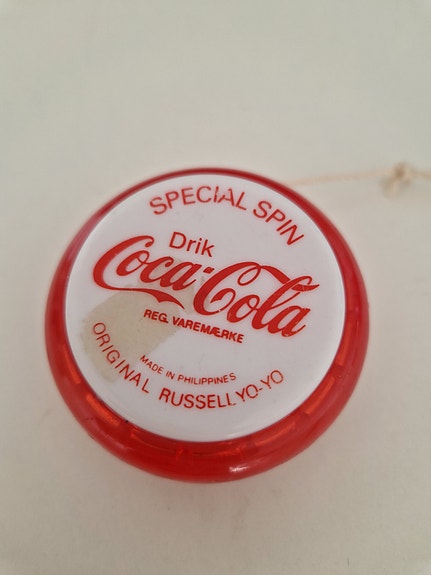 SPECIAL SPIN
Drik
Coca-Cola
REG. VAREMÆRKE
MADE IN PHILIPPINES
ORIGINAL RUSSELL YO-YO